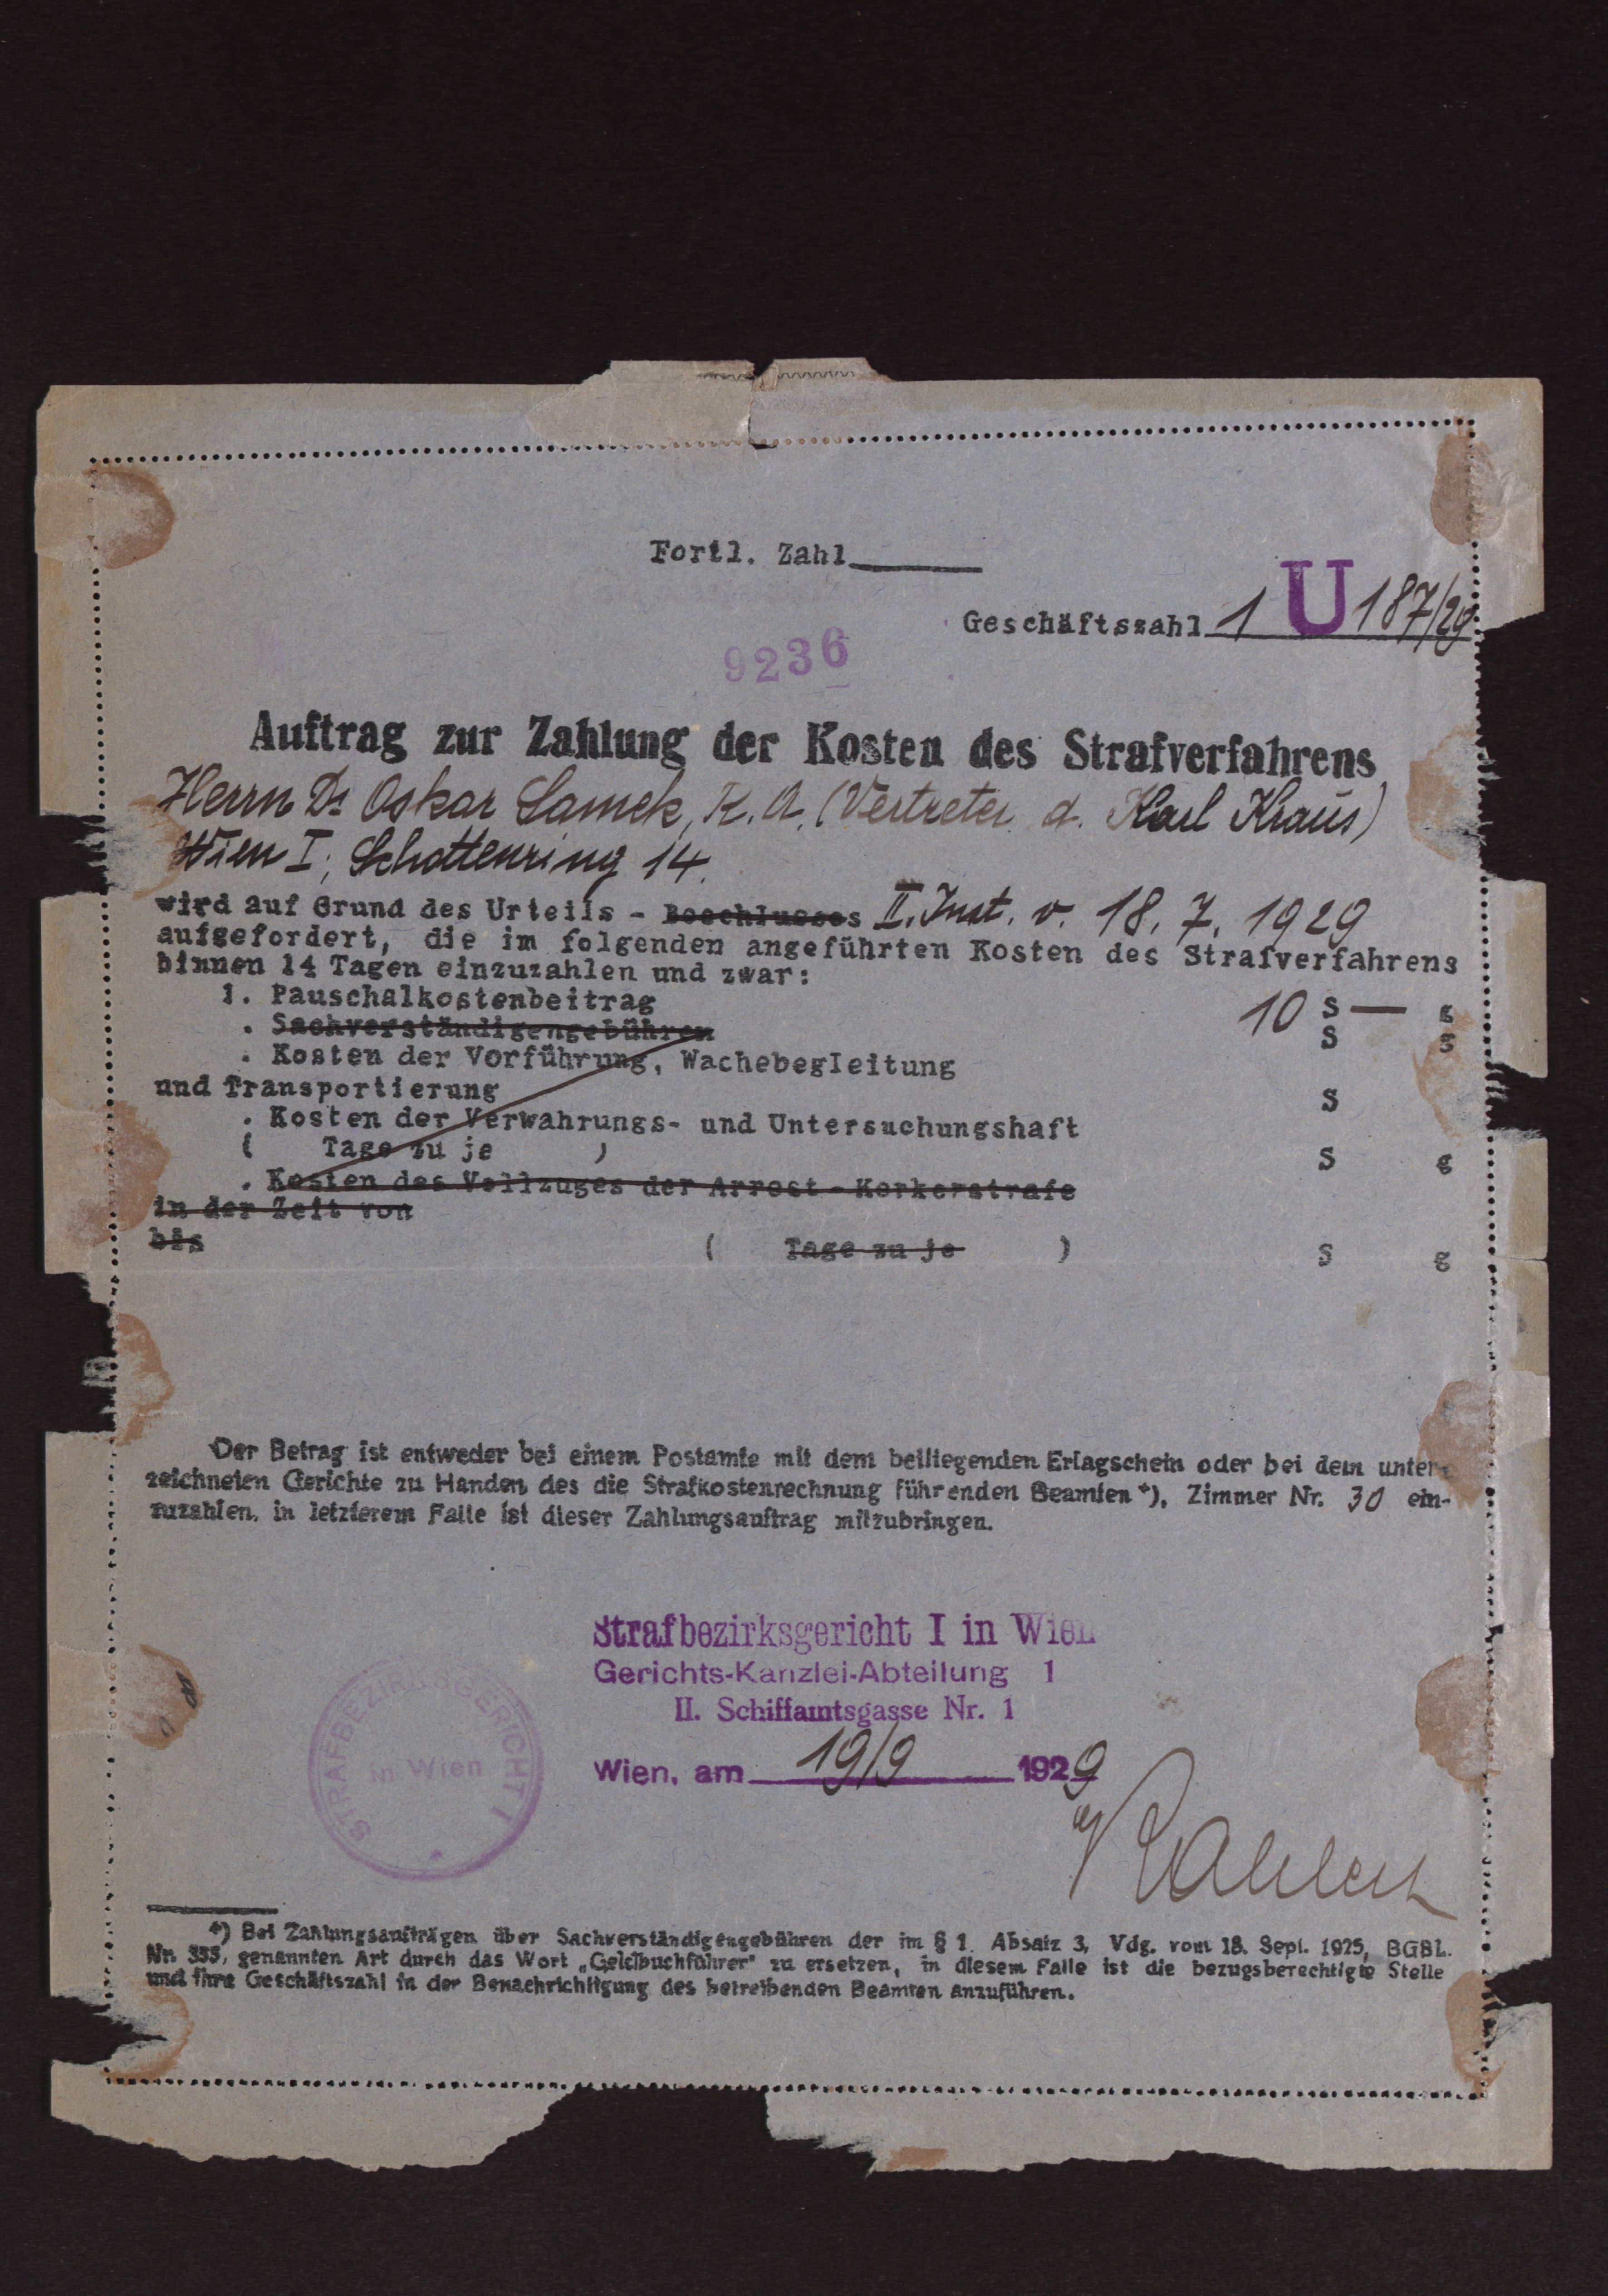 Fortl. Zahl
Geschäftszahl 1 U 187/29
9236
Auftrag zur Zahlung der Kosten des Strafverfahrens
Herrn Dr Oskar Samek, R. A. (Vertreter d. Karl Kraus)
Wien I, Schottenring 14.
wird auf Grund des Urteils - Beschlusses II. Inst. v. 18. 7. 1929
aufgefordert, die im folgenden angeführten Kosten des Strafverfahrens
binnen 14 Tagen einzuzahlen und zwar:
1. Pauschalkostenbeitrag 10 S — g
. Sachverständigengebühren S g
. Kosten der Vorführung, Wachebegleitung
und Transportierung S
. Kosten der Verwahrungs- und Untersuchungshaft
( Tage zu je ) S g
. Kosten des Vollzuges der Arrest - Kerkerstrafe
in der Zeit von
bis ( Tage zu je ) S g
Der Betrag ist entweder bei einem Postamte mit dem beiliegenden Erlagschein oder bei dem unter-
zeichneten Gerichte zu Handen des die Strafkostenrechnung führenden Beamten *), Zimmer Nr. 30 ein-
zuzahlen, in letzterem Falle ist dieser Zahlungsauftrag mitzubringen.
Strafbezirksgericht I in Wien
Gerichts-Kanzlei-Abteilung 1
II. Schiffamtsgasse Nr. 1
STRAFBEZIRKSGERICHT I
in Wien
Wien, am 19/9 1929
*) Bei Zahlungsaufträgen über Sachverständigengebühren der im § 1 Absatz 3, Vdg. vom 18. Sept. 1925, BGBL.
Nr. 335, genannten Art durch das Wort „Geldbuchführer" zu ersetzen, in diesem Falle ist die bezugsberechtigte Stelle
und ihre Geschäftszahl in der Benachrichtigung des betreibenden Beamten anzuführen.